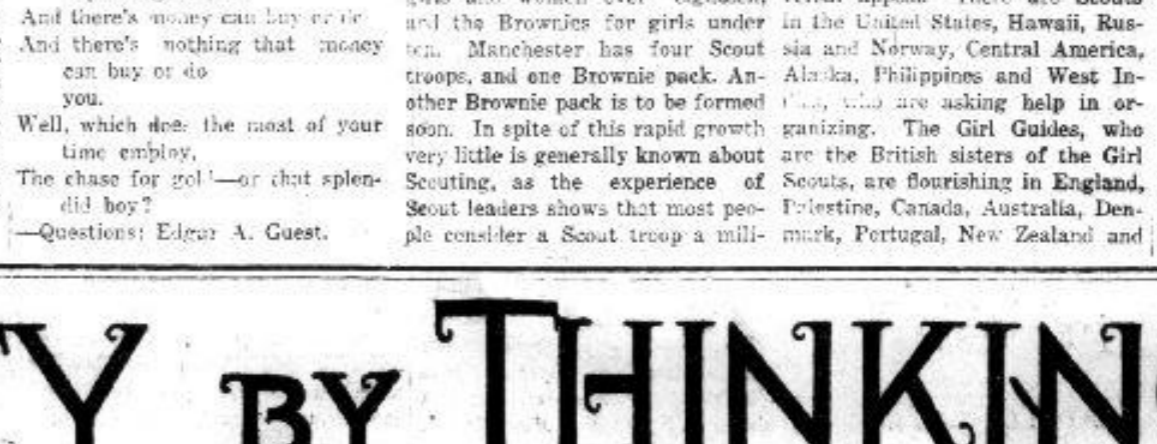 And there's money can buy or do
And there's nothing that money
can buy or do
you.
Well, which does the most of your
time employ,
The chase for gold—or that splen-
did boy?
—Questions: Edgar A. Guest.
and the Brownies for girls under
ten. Manchester has four Scout
troops, and one Brownie pack. An-
other Brownie pack is to be formed
soon. In spite of this rapid growth
very little is generally known about
Scouting, as the experience of
Scout leaders shows that most peo-
ple consider a Scout troop a mili-
in the United States, Hawaii, Rus-
sia and Norway, Central America,
Alaska, Philippines and West In-
who are asking help in or-
ganizing. The Girl Guides, who
are the British sisters of the Girl
Scouts, are flourishing in England,
Palestine, Canada, Australia, Den-
mark, Portugal, New Zealand and
Y BY THINKIN